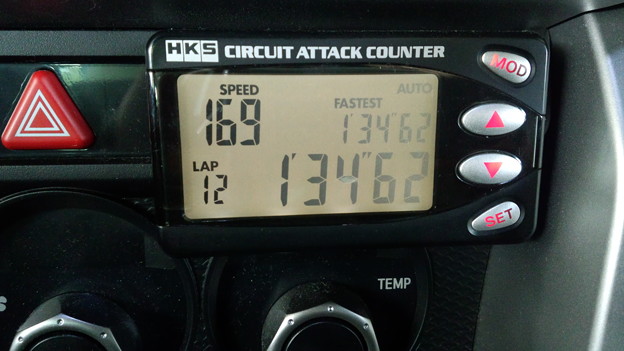 HKS CIRCUIT ATTACK COUNTER
MOD
SPEED
AUTO
169
FASTEST
1'34"62
LAP
12
1'34"62
SET
TEMP